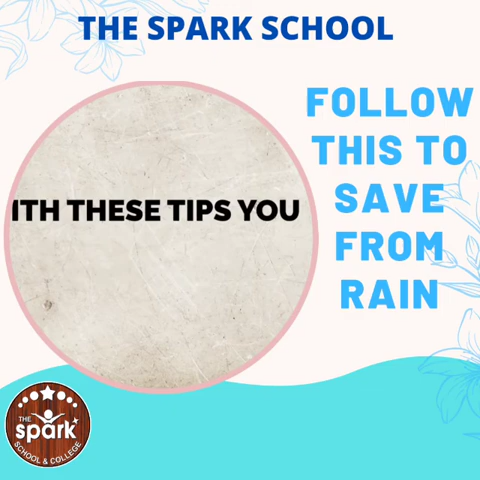 THE SPARK SCHOOL
FOLLOW
THIS TO
SAVE
FROM
RAIN
ITH THESE TIPS YOU
THE
spark
SCHOOL & COLLEGE